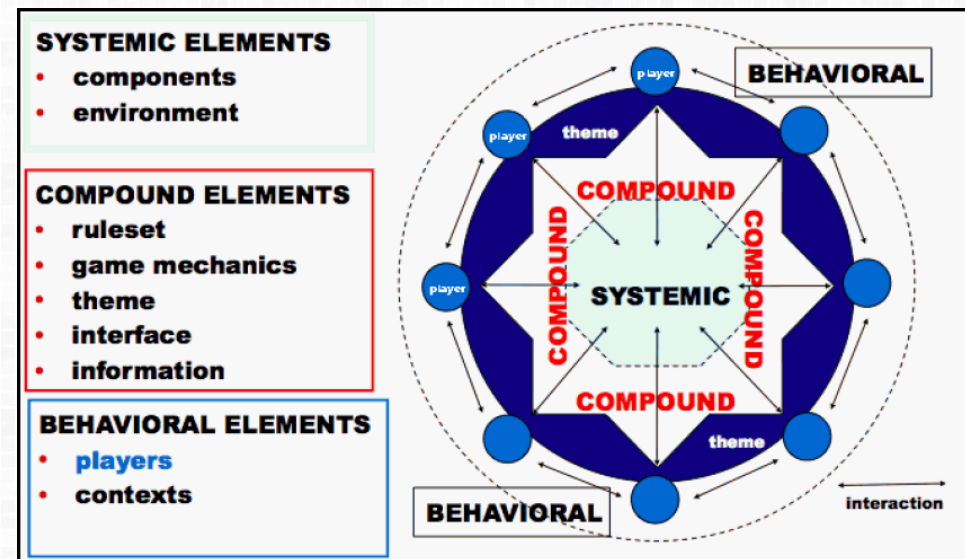 SYSTEMIC ELEMENTS
• components
• environment
COMPOUND ELEMENTS
• ruleset
• game mechanics
• theme
• interface
• information
BEHAVIORAL ELEMENTS
• players
• contexts
player
BEHAVIORAL
player
theme
COMPOUND
COMPOUND
COMPOUND
player
SYSTEMIC
COMPOUND
theme
interaction
BEHAVIORAL